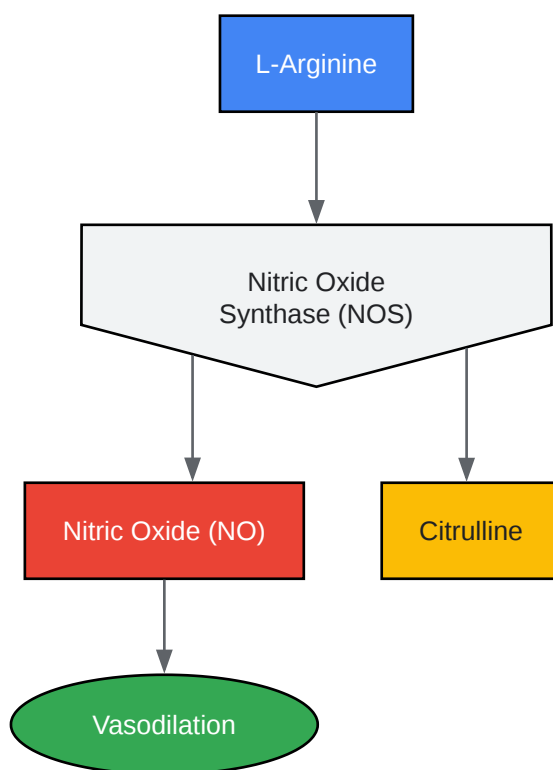 L-Arginine
Nitric Oxide
Synthase (NOS)
Nitric Oxide (NO)
Citrulline
Vasodilation